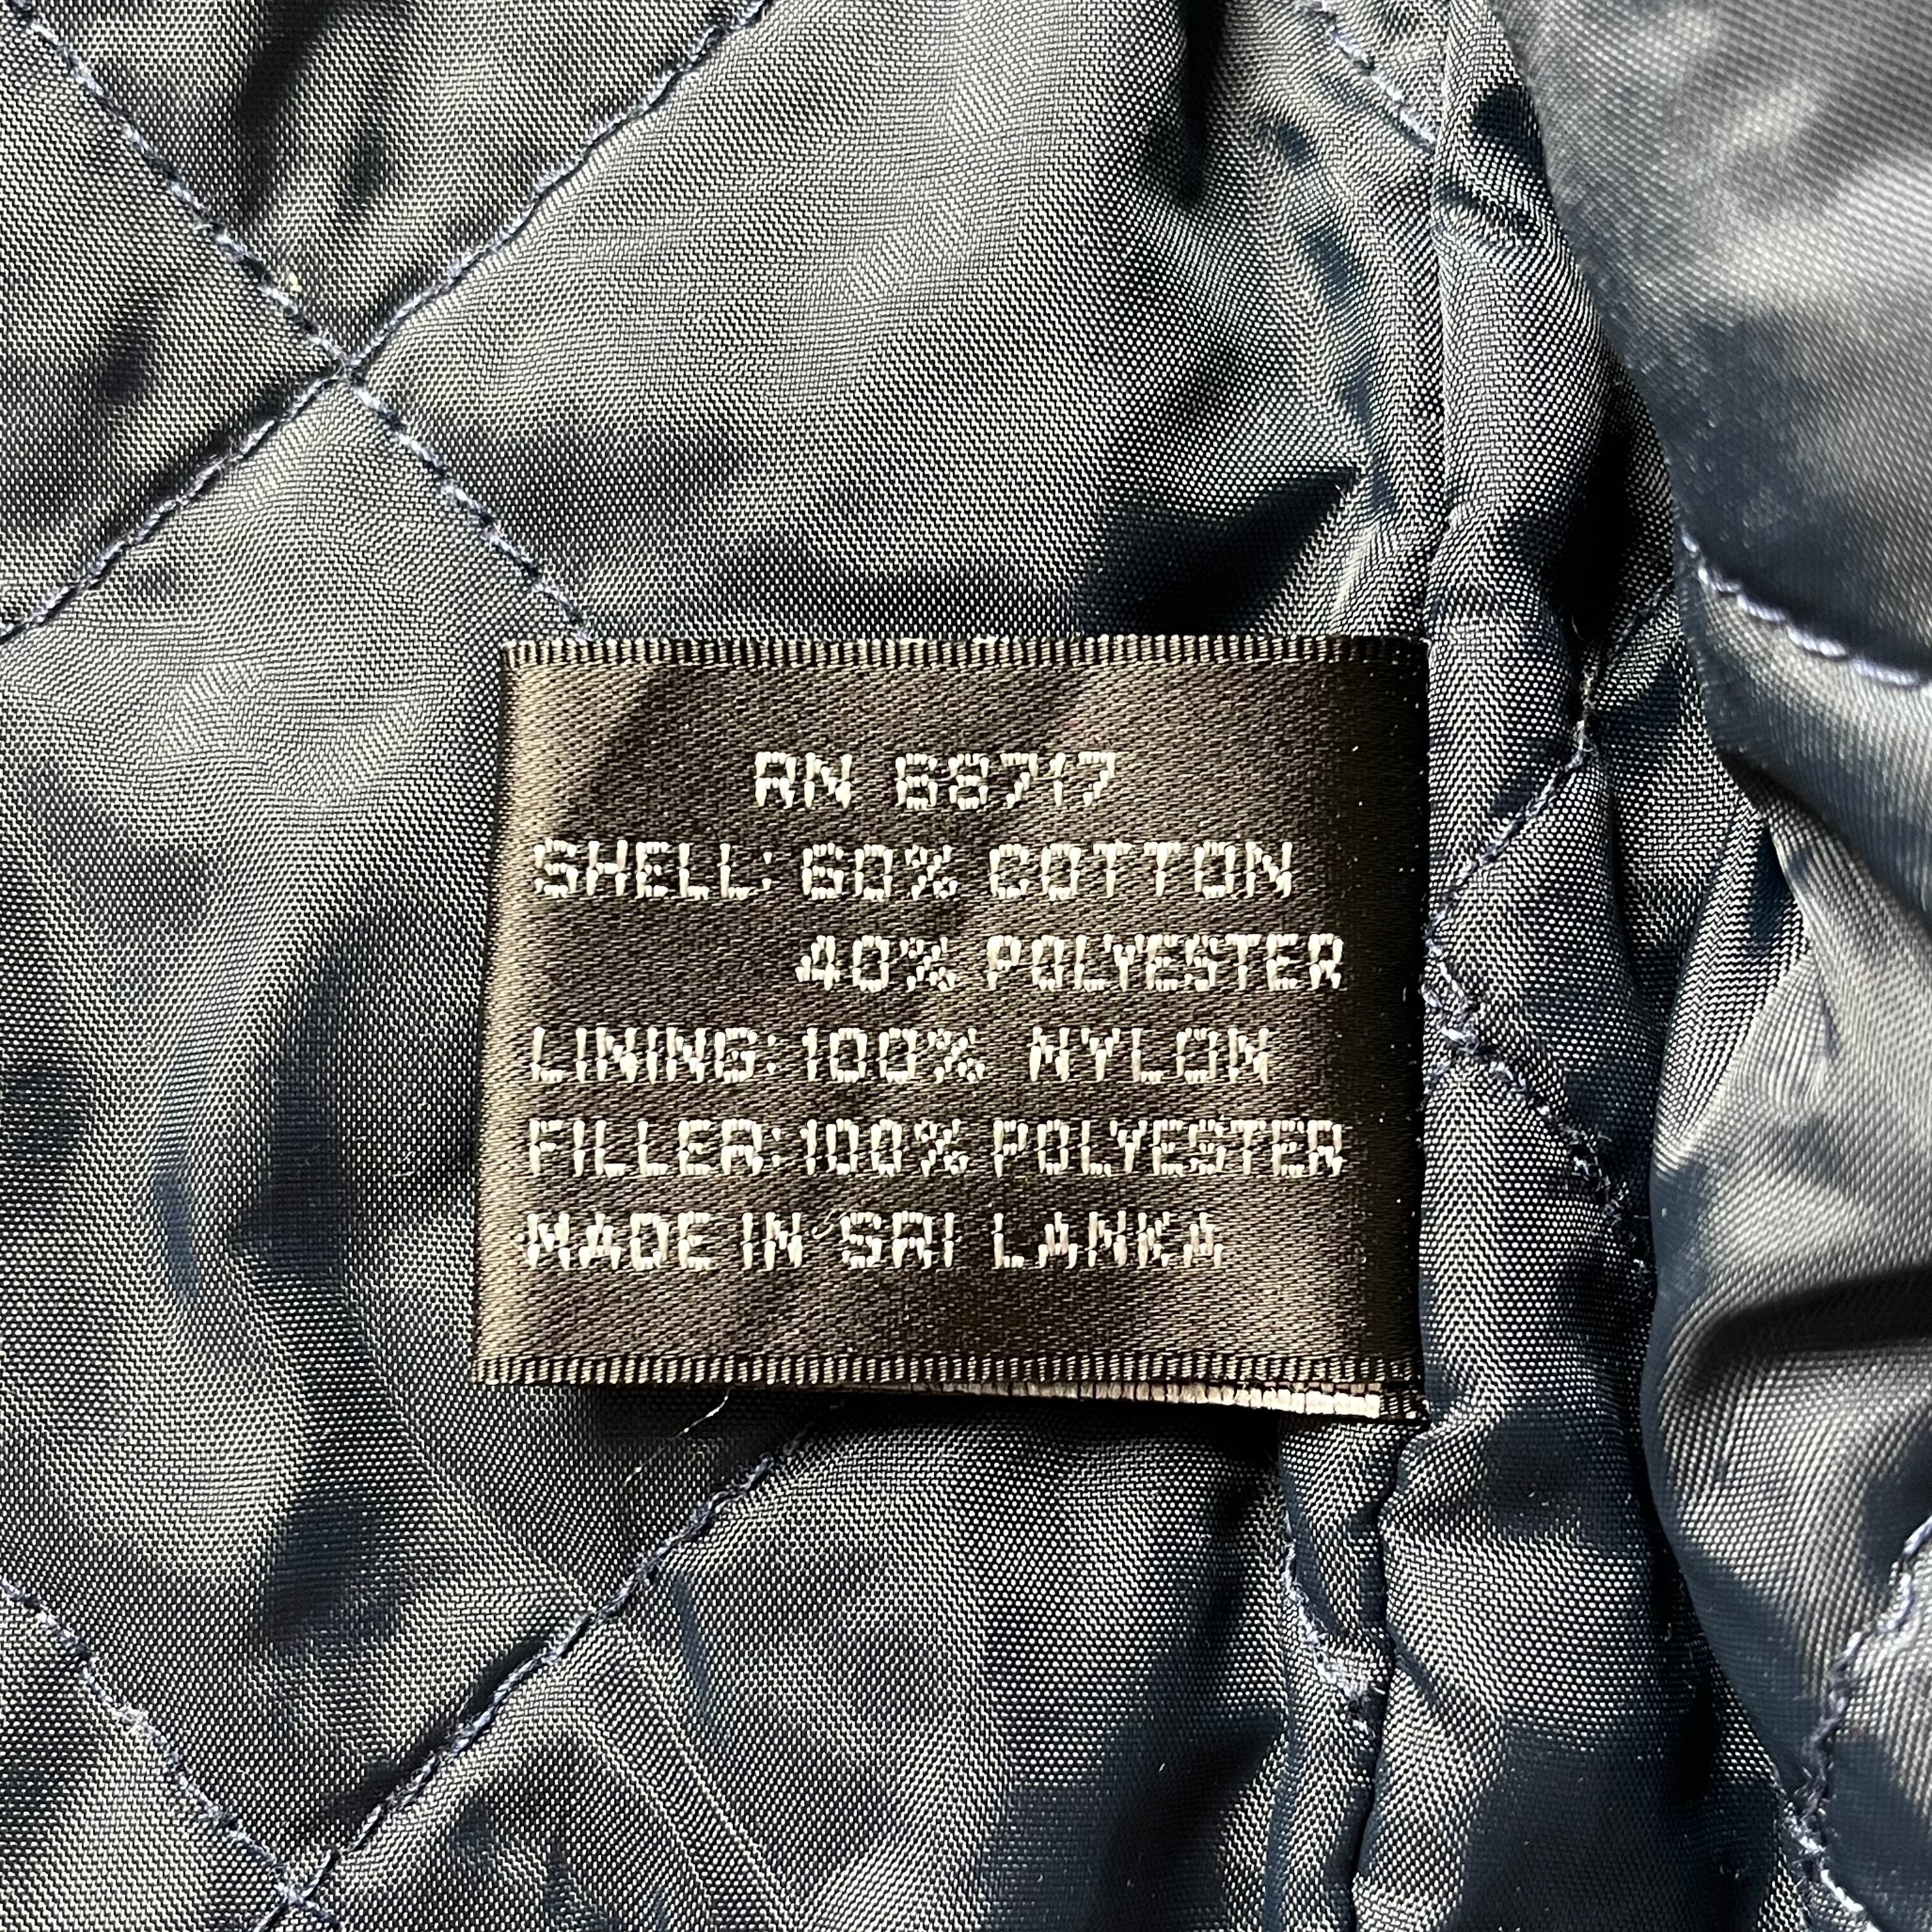 RN 68717
SHELL: 60% COTTON
40% POLYESTER
LINING: 100% NYLON
FILLER: 100% POLYESTER
MADE IN SRI LANKA